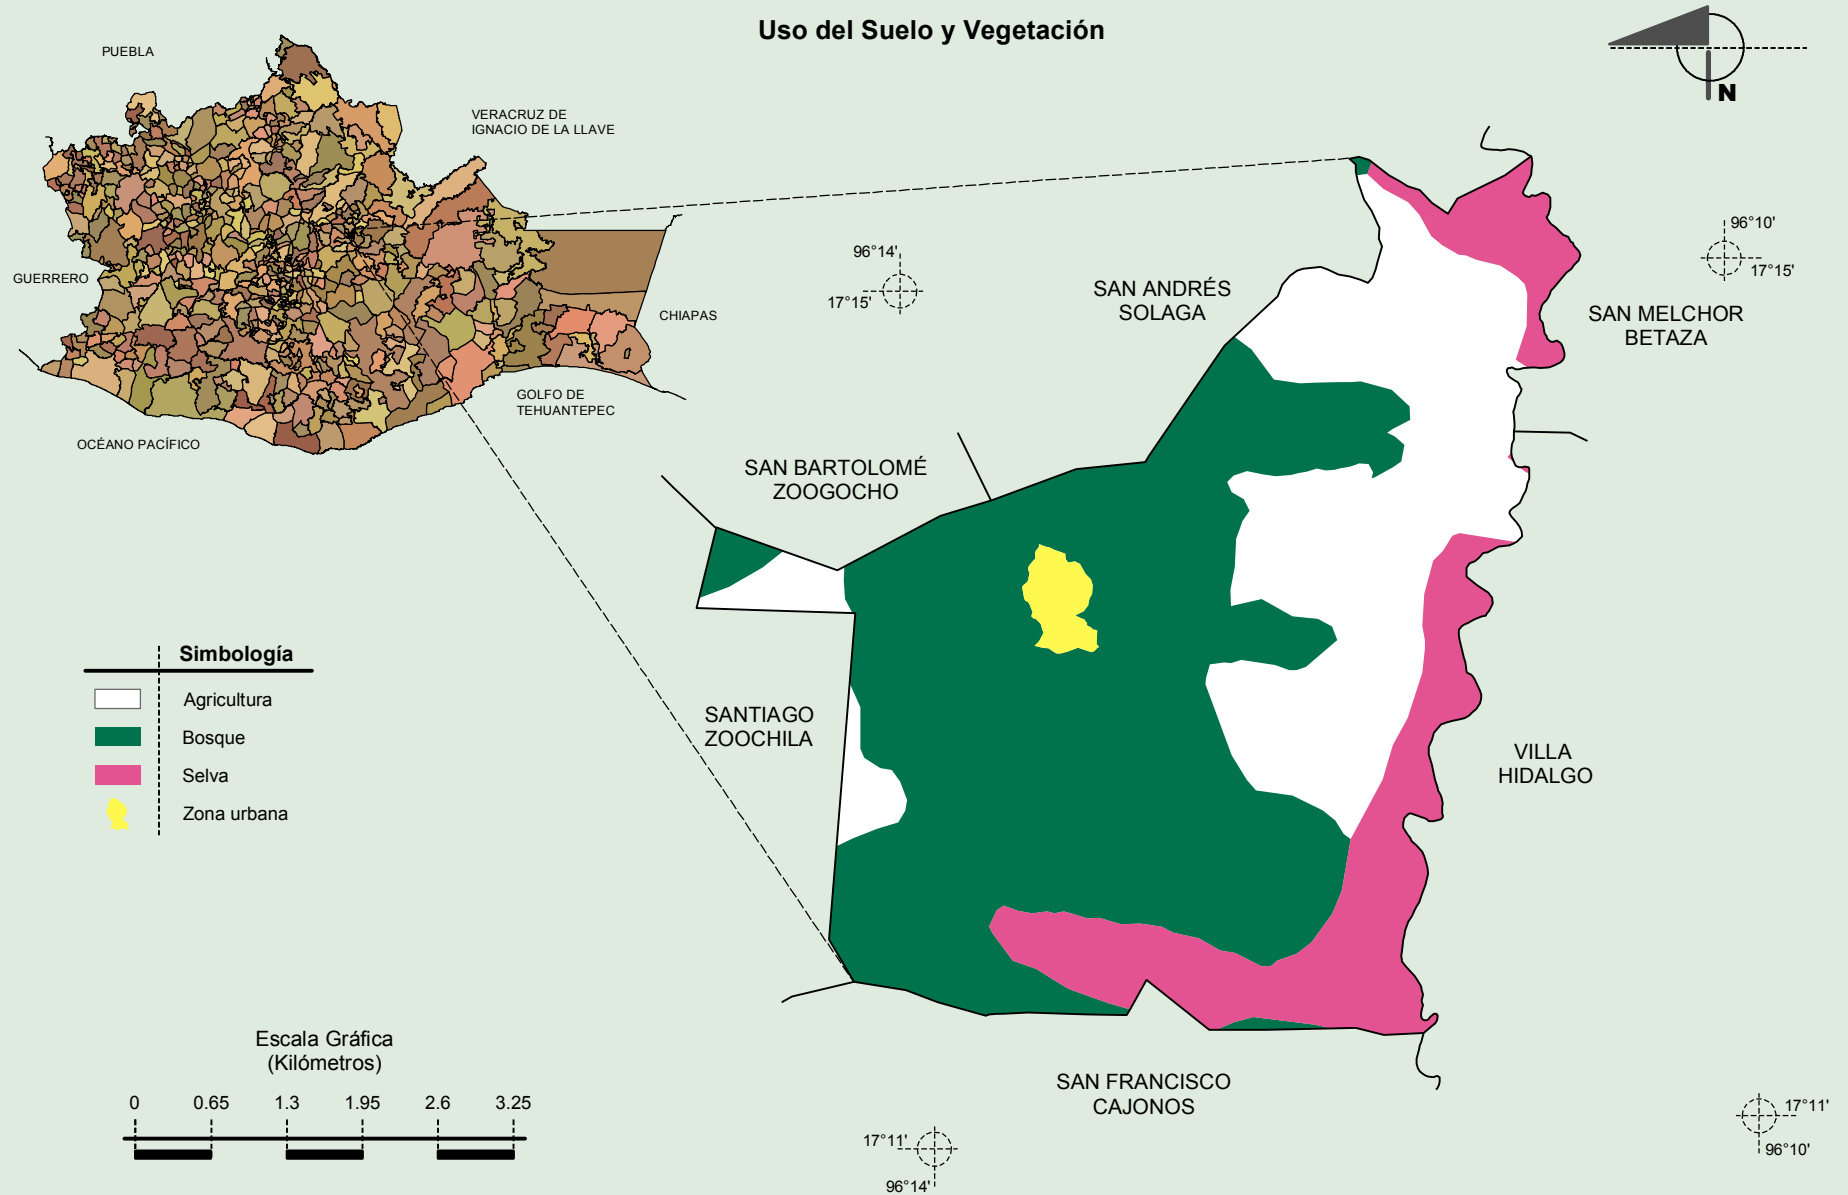 Uso del Suelo y Vegetación
N
PUEBLA
VERACRUZ DE
IGNACIO DE LA LLAVE
GUERRERO
CHIAPAS
GOLFO DE
TEHUANTEPEC
OCÉANO PACÍFICO
96°14'
17°15'
96°10'
17°15'
SAN ANDRÉS
SOLAGA
SAN MELCHOR
BETAZA
SAN BARTOLOMÉ
ZOOGOCHO
SANTIAGO
ZOOCHILA
VILLA
HIDALGO
SAN FRANCISCO
CAJONOS
Simbología
Agricultura
Bosque
Selva
Zona urbana
Escala Gráfica
(Kilómetros)
0 0.65 1.3 1.95 2.6 3.25
17°11'
96°14'
17°11'
96°10'